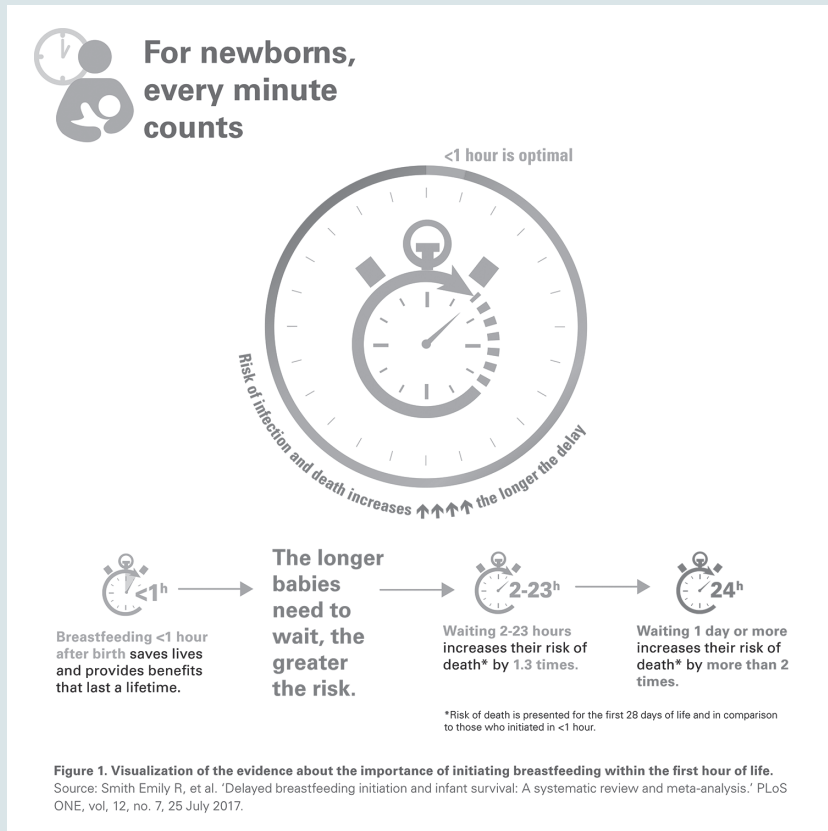 For newborns,
every minute
counts
<1 hour is optimal
Risk of infection and death increases ↑↑↑↑ the longer the delay
<1h
Breastfeeding <1 hour
after birth saves lives
and provides benefits
that last a lifetime.
The longer
babies
need to
wait, the
greater
the risk.
2-23h
Waiting 2-23 hours
increases their risk of
death* by 1.3 times.
24h
Waiting 1 day or more
increases their risk of
death* by more than 2
times.
*Risk of death is presented for the first 28 days of life and in comparison
to those who initiated in <1 hour.
Figure 1. Visualization of the evidence about the importance of initiating breastfeeding within the first hour of life.
Source: Smith Emily R, et al. ‘Delayed breastfeeding initiation and infant survival: A systematic review and meta-analysis.’ PLoS
ONE, vol, 12, no. 7, 25 July 2017.